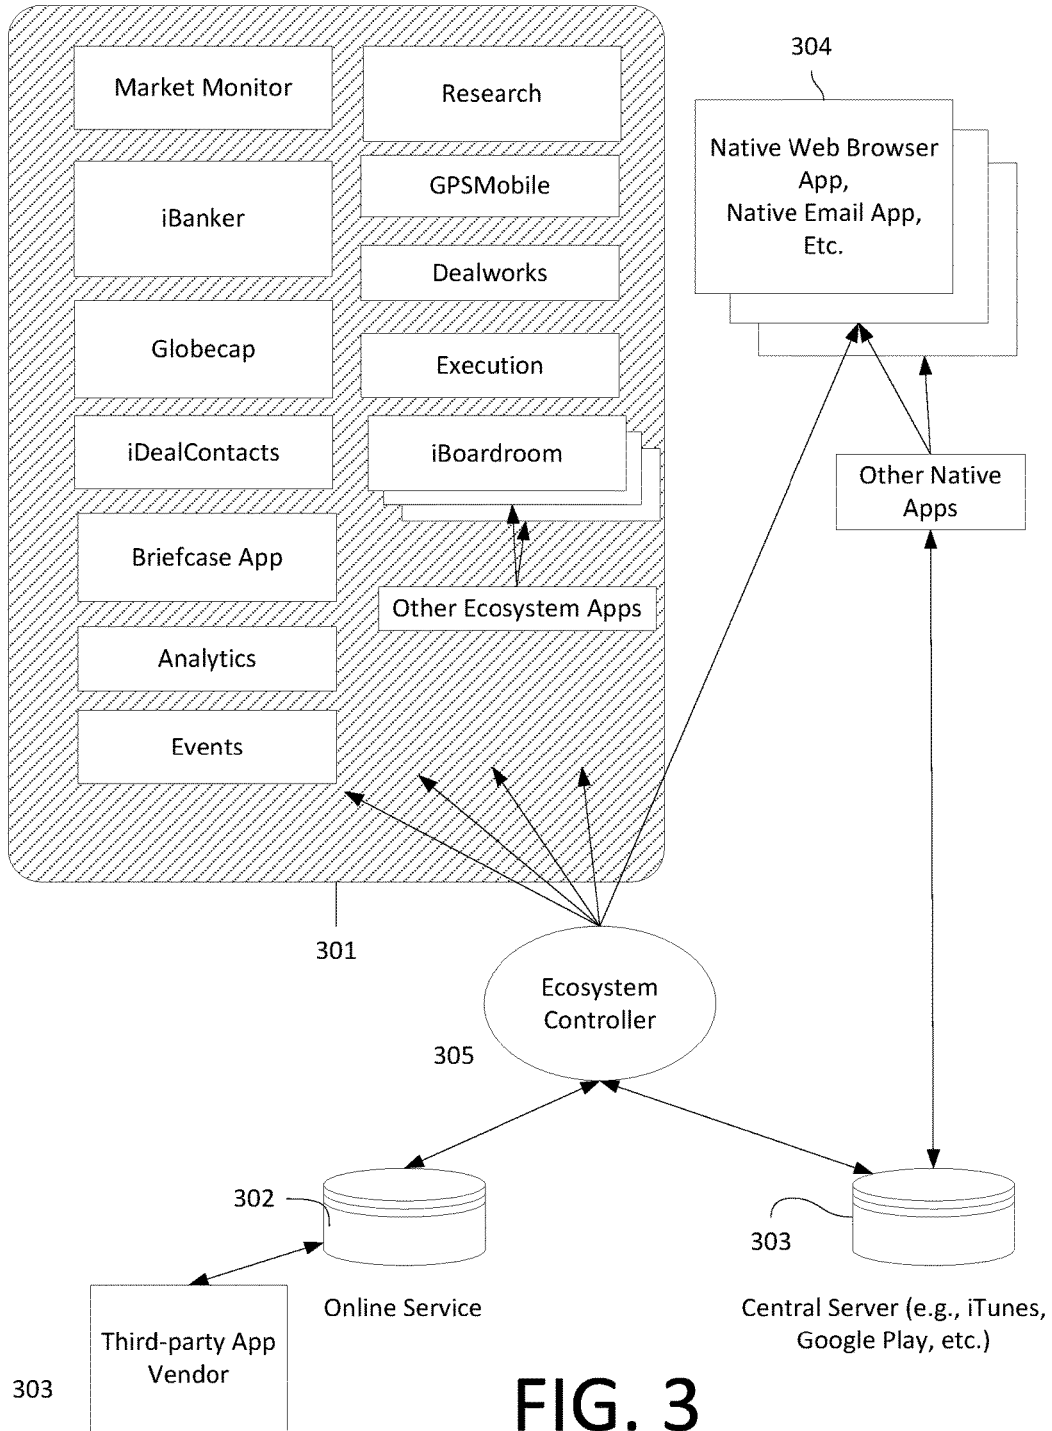 Market Monitor
iBanker
Globecap
iDealContacts
Briefcase App
Analytics
Events
Research
GPSMobile
Dealworks
Execution
iBoardroom
Other Ecosystem Apps
304
Native Web Browser
App,
Native Email App,
Etc.
Other Native
Apps
301
Ecosystem
Controller
305
302
Online Service
303
Central Server (e.g., iTunes,
Google Play, etc.)
Third-party App
Vendor
303
FIG. 3